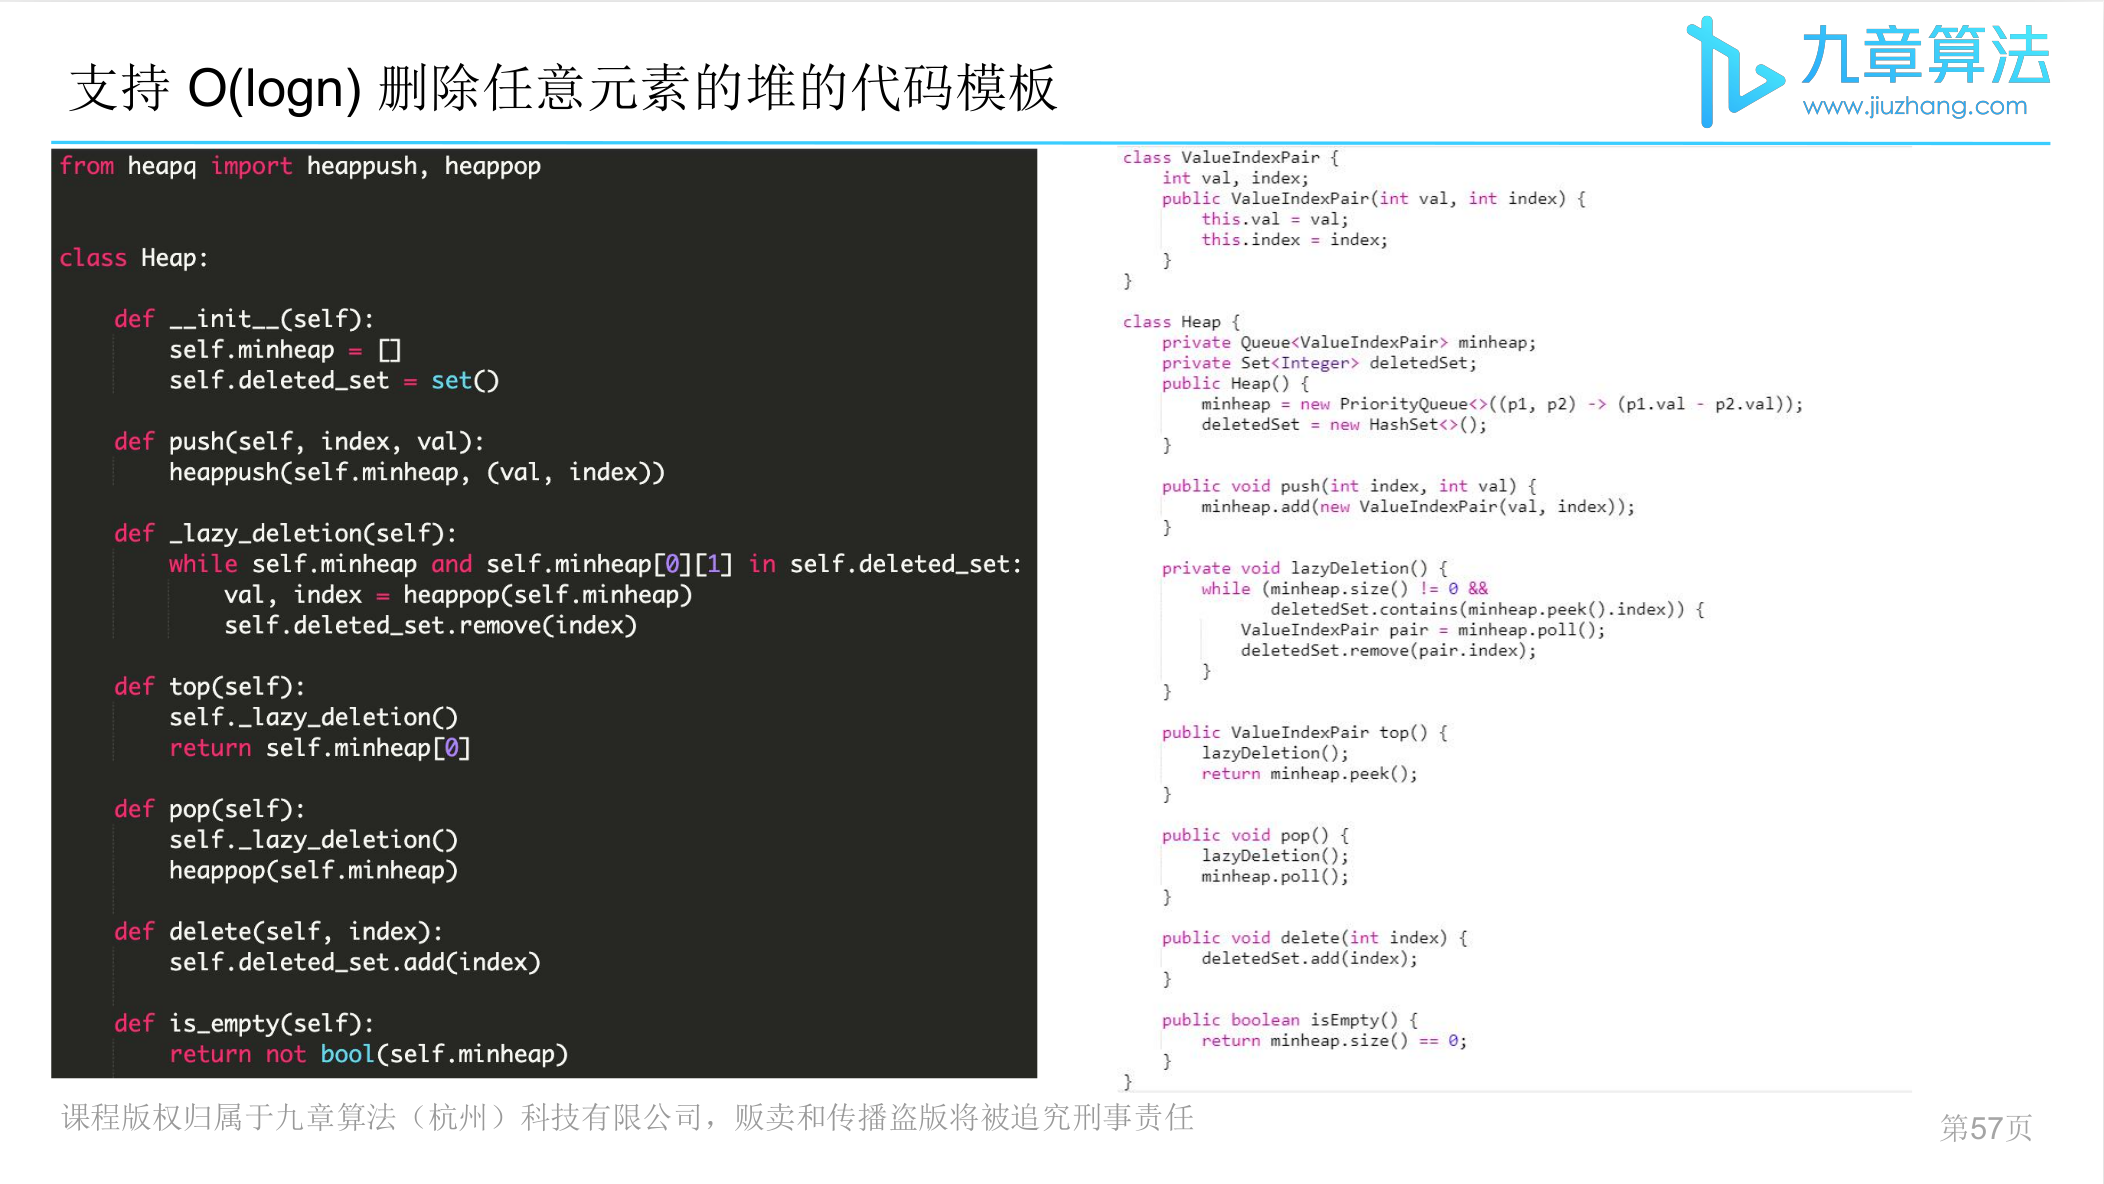 支持 O(logn) 删除任意元素的堆的代码模板
九章算法
www.jiuzhang.com
from heapq import heappush, heappop
class Heap:
def __init__(self):
self.minheap = []
self.deleted_set = set()
def push(self, index, val):
heappush(self.minheap, (val, index))
def _lazy_deletion(self):
while self.minheap and self.minheap[0][1] in self.deleted_set:
val, index = heappop(self.minheap)
self.deleted_set.remove(index)
def top(self):
self._lazy_deletion()
return self.minheap[0]
def pop(self):
self._lazy_deletion()
heappop(self.minheap)
def delete(self, index):
self.deleted_set.add(index)
def is_empty(self):
return not bool(self.minheap)
class ValueIndexPair {
int val, index;
public ValueIndexPair(int val, int index) {
this.val = val;
this.index = index;
}
}
class Heap {
private Queue<ValueIndexPair> minheap;
private Set<Integer> deletedSet;
public Heap() {
minheap = new PriorityQueue<>((p1, p2) -> (p1.val - p2.val));
deletedSet = new HashSet<>();
}
public void push(int index, int val) {
minheap.add(new ValueIndexPair(val, index));
}
private void lazyDeletion() {
while (minheap.size() != 0 &&
deletedSet.contains(minheap.peek().index)) {
ValueIndexPair pair = minheap.poll();
deletedSet.remove(pair.index);
}
}
public ValueIndexPair top() {
lazyDeletion();
return minheap.peek();
}
public void pop() {
lazyDeletion();
minheap.poll();
}
public void delete(int index) {
deletedSet.add(index);
}
public boolean isEmpty() {
return minheap.size() == 0;
}
}
课程版权归属于九章算法（杭州）科技有限公司，贩卖和传播盗版将被追究刑事责任
第57页